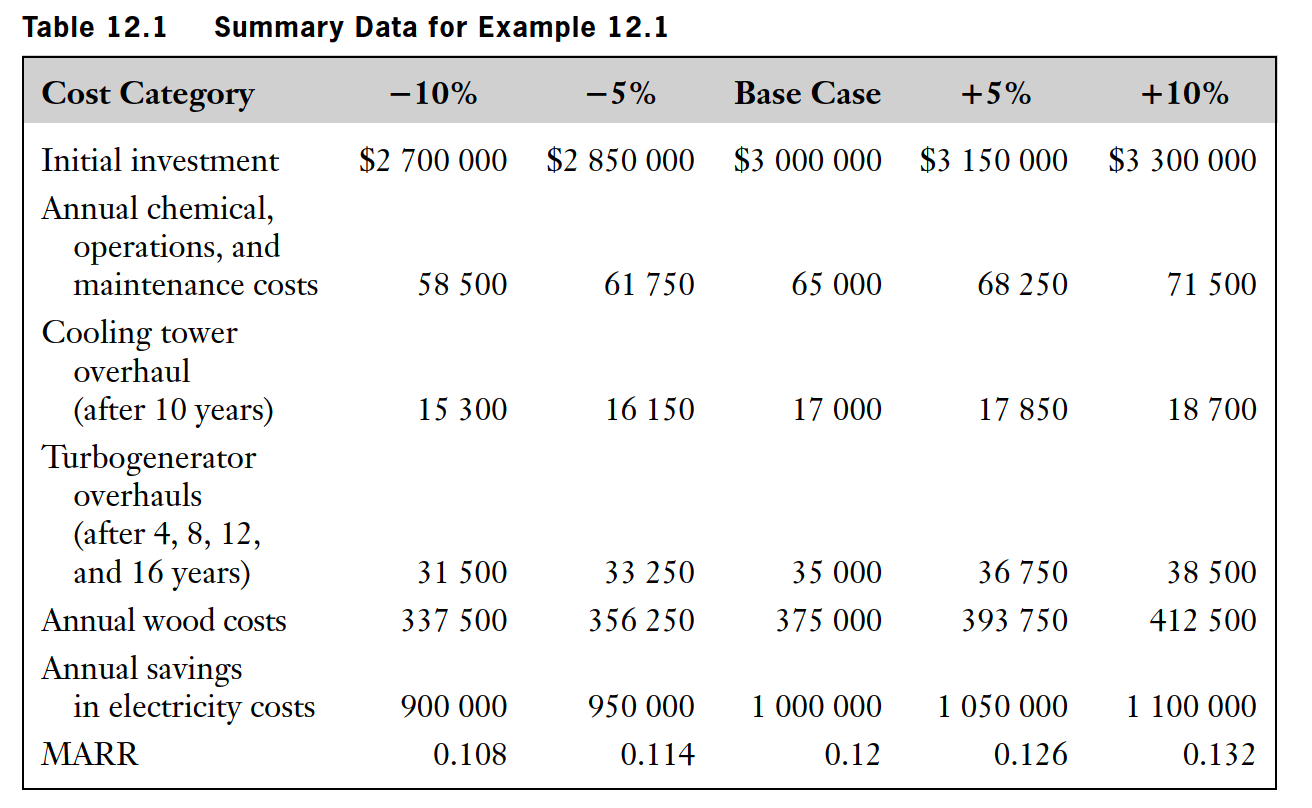 Table 12.1 Summary Data for Example 12.1
Cost Category −10% −5% Base Case +5% +10%
Initial investment $2 700 000 $2 850 000 $3 000 000 $3 150 000 $3 300 000
Annual chemical,
operations, and
maintenance costs 58 500 61 750 65 000 68 250 71 500
Cooling tower
overhaul
(after 10 years) 15 300 16 150 17 000 17 850 18 700
Turbogenerator
overhauls
(after 4, 8, 12,
and 16 years) 31 500 33 250 35 000 36 750 38 500
Annual wood costs 337 500 356 250 375 000 393 750 412 500
Annual savings
in electricity costs 900 000 950 000 1 000 000 1 050 000 1 100 000
MARR 0.108 0.114 0.12 0.126 0.132